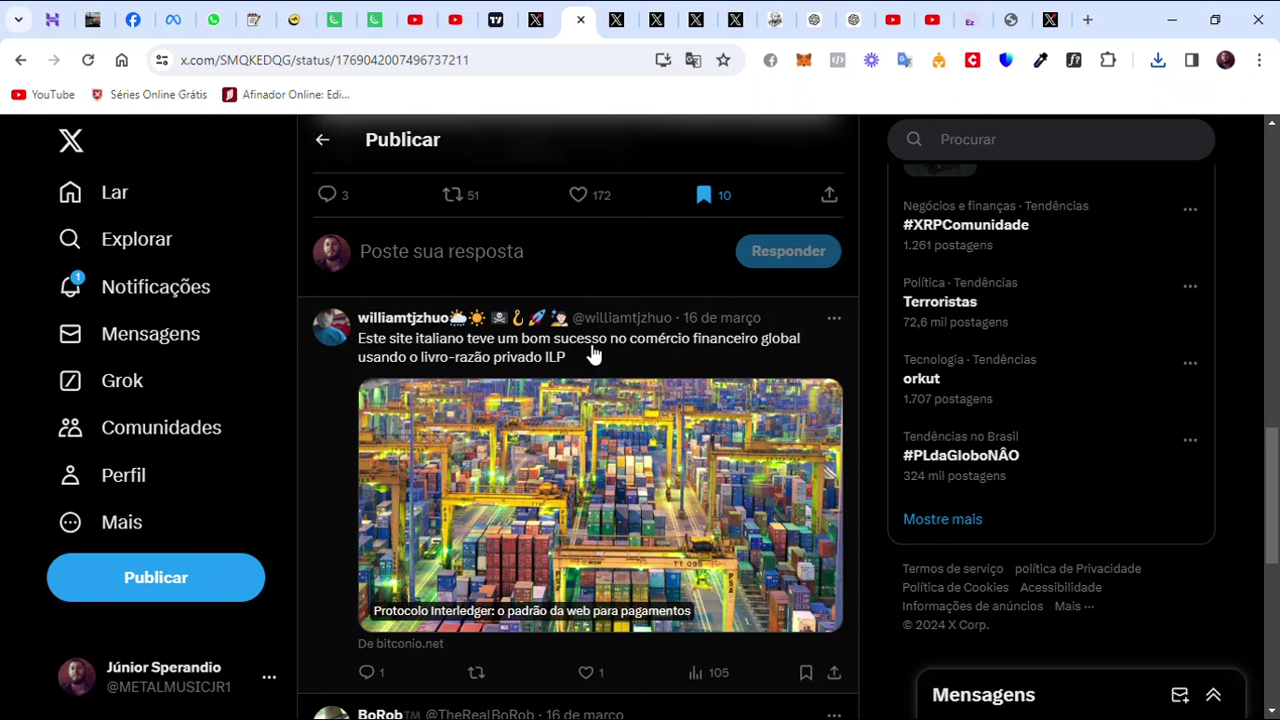 x.com/SMQKEDQG/status/1769042007496737211
YouTube
Séries Online Grátis
Afinador Online: Edi...
Lar
Explorar
Notificações
1
Mensagens
Grok
Comunidades
Perfil
Mais
Publicar
Júnior Sperandio
@METALMUSICJR1
Publicar
3
51
172
10
Poste sua resposta
Responder
williamtjzhuo @williamtjzhuo · 16 de março
Este site italiano teve um bom sucesso no comércio financeiro global
usando o livro-razão privado ILP
TT 095
PSA
Protocolo Interledger: o padrão da web para pagamentos
De bitconio.net
1
1
105
BoRob™ @TheRealBoRob · 16 de março
Procurar
Negócios e finanças · Tendências
#XRPComunidade
1.261 postagens
Política · Tendências
Terroristas
72,6 mil postagens
Tecnologia · Tendências
orkut
1.707 postagens
Tendências no Brasil
#PLdaGloboNÂO
324 mil postagens
Mostre mais
Termos de serviço política de Privacidade
Política de Cookies Acessibilidade
Informações de anúncios Mais ···
© 2024 X Corp.
Mensagens